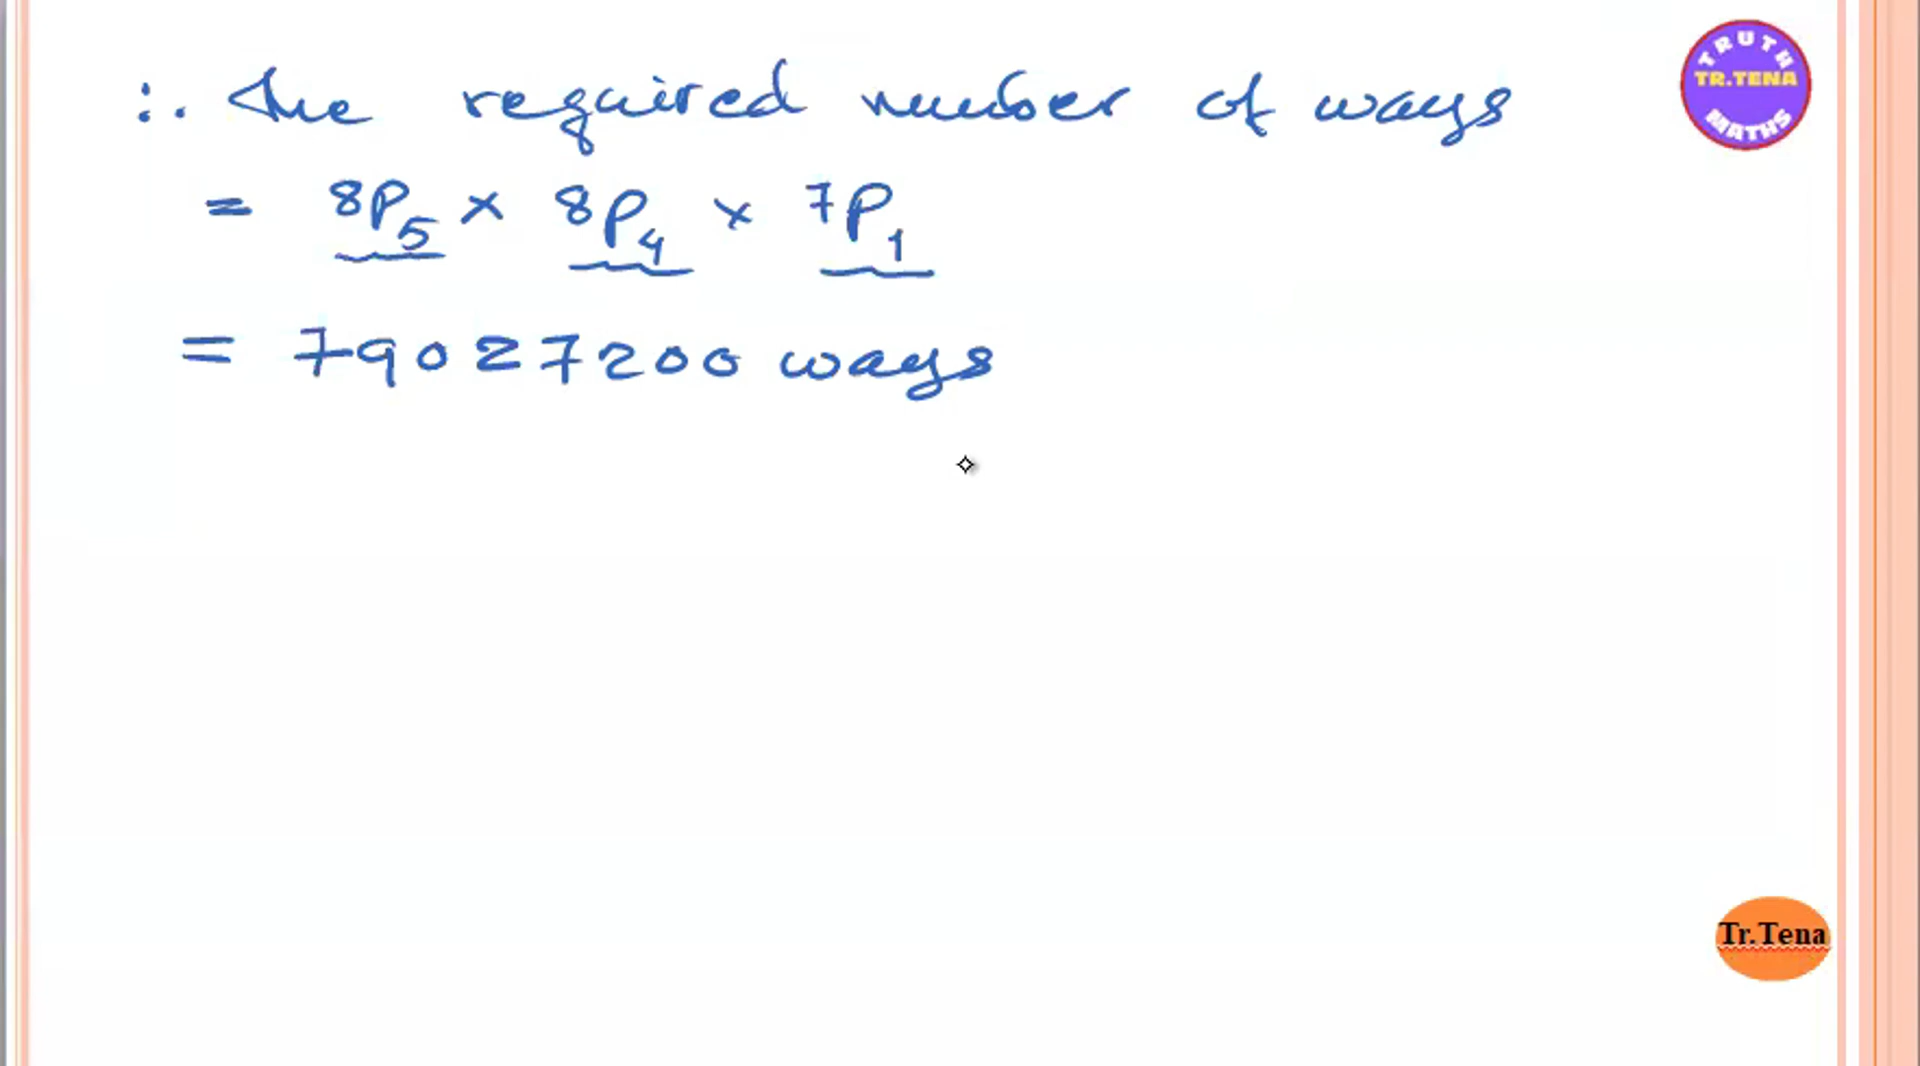 ∴ the required number of ways
= 8P₅ × 8P₄ × 7P₁
= 79027200 ways
TRUTH
TR.TENA
MATHS
Tr.Tena